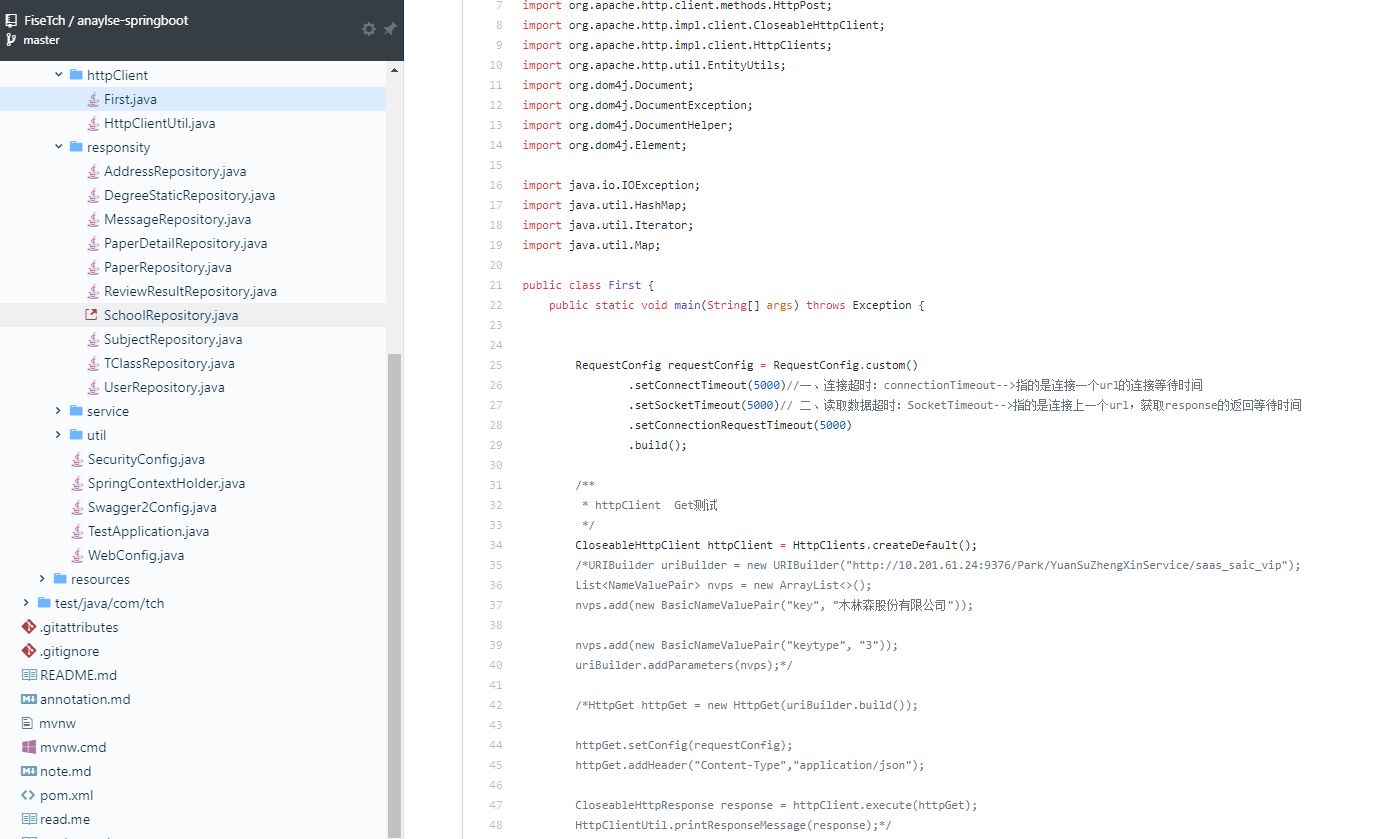 FiseTch / anaylse-springboot
master
httpClient
First.java
HttpClientUtil.java
responsity
AddressRepository.java
DegreeStaticRepository.java
MessageRepository.java
PaperDetailRepository.java
PaperRepository.java
ReviewResultRepository.java
SchoolRepository.java
SubjectRepository.java
TClassRepository.java
UserRepository.java
service
util
SecurityConfig.java
SpringContextHolder.java
Swagger2Config.java
TestApplication.java
WebConfig.java
resources
test/java/com/tch
.gitattributes
.gitignore
README.md
annotation.md
mvnw
mvnw.cmd
note.md
pom.xml
read.me
7 import org.apache.http.client.methods.HttpPost;
8 import org.apache.http.impl.client.CloseableHttpClient;
9 import org.apache.http.impl.client.HttpClients;
10 import org.apache.http.util.EntityUtils;
11 import org.dom4j.Document;
12 import org.dom4j.DocumentException;
13 import org.dom4j.DocumentHelper;
14 import org.dom4j.Element;
15
16 import java.io.IOException;
17 import java.util.HashMap;
18 import java.util.Iterator;
19 import java.util.Map;
20
21 public class First {
22 public static void main(String[] args) throws Exception {
23
24
25 RequestConfig requestConfig = RequestConfig.custom()
26 .setConnectTimeout(5000)//一、连接超时：connectionTimeout-->指的是连接一个url的连接等待时间
27 .setSocketTimeout(5000)// 二、读取数据超时：SocketTimeout-->指的是连接上一个url，获取response的返回等待时间
28 .setConnectionRequestTimeout(5000)
29 .build();
30
31 /**
32 * httpClient  Get测试
33 */
34 CloseableHttpClient httpClient = HttpClients.createDefault();
35 /*URIBuilder uriBuilder = new URIBuilder("http://10.201.61.24:9376/Park/YuanSuZhengXinService/saas_saic_vip");
36 List<NameValuePair> nvps = new ArrayList<>();
37 nvps.add(new BasicNameValuePair("key", "木林森股份有限公司"));
38
39 nvps.add(new BasicNameValuePair("keytype", "3"));
40 uriBuilder.addParameters(nvps);*/
41
42 /*HttpGet httpGet = new HttpGet(uriBuilder.build());
43
44 httpGet.setConfig(requestConfig);
45 httpGet.addHeader("Content-Type","application/json");
46
47 CloseableHttpResponse response = httpClient.execute(httpGet);
48 HttpClientUtil.printResponseMessage(response);*/